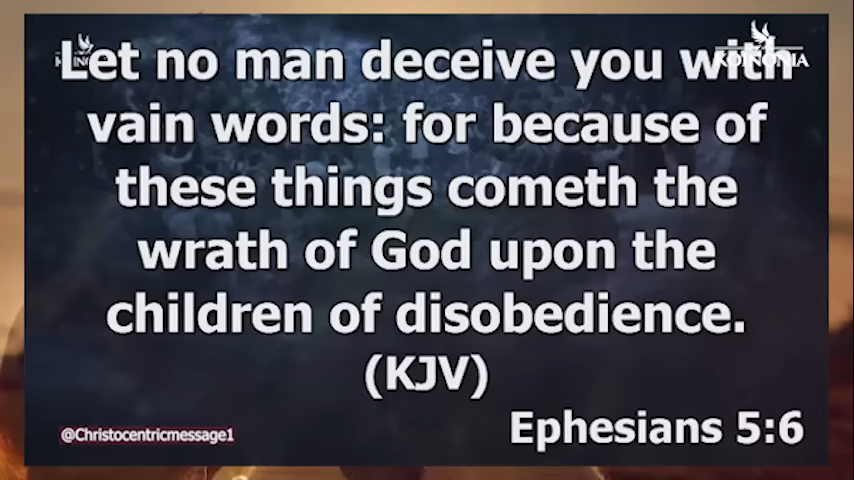 Let no man deceive you with
vain words: for because of
these things cometh the
wrath of God upon the
children of disobedience.
(KJV)
Ephesians 5:6
@Christocentricmessage1
KOINONIA